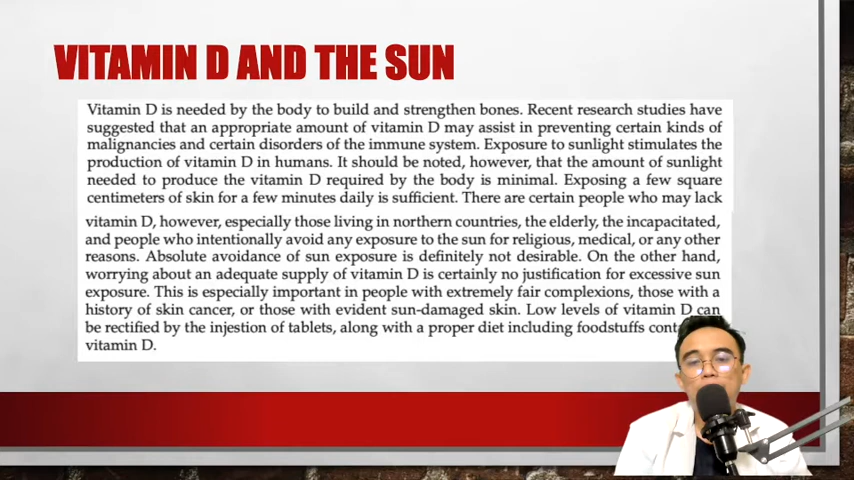 VITAMIN D AND THE SUN
Vitamin D is needed by the body to build and strengthen bones. Recent research studies have
suggested that an appropriate amount of vitamin D may assist in preventing certain kinds of
malignancies and certain disorders of the immune system. Exposure to sunlight stimulates the
production of vitamin D in humans. It should be noted, however, that the amount of sunlight
needed to produce the vitamin D required by the body is minimal. Exposing a few square
centimeters of skin for a few minutes daily is sufficient. There are certain people who may lack
vitamin D, however, especially those living in northern countries, the elderly, the incapacitated,
and people who intentionally avoid any exposure to the sun for religious, medical, or any other
reasons. Absolute avoidance of sun exposure is definitely not desirable. On the other hand,
worrying about an adequate supply of vitamin D is certainly no justification for excessive sun
exposure. This is especially important in people with extremely fair complexions, those with a
history of skin cancer, or those with evident sun-damaged skin. Low levels of vitamin D can
be rectified by the injestion of tablets, along with a proper diet including foodstuffs
vitamin D.